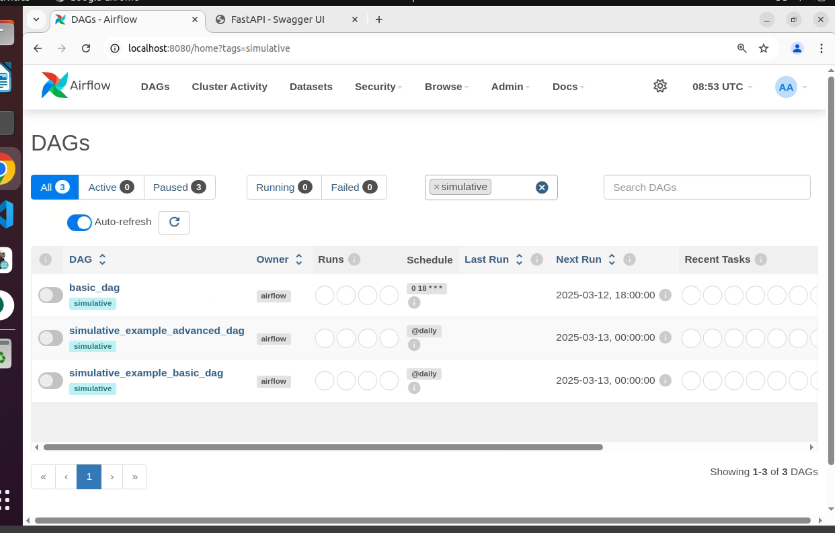 DAGs - Airflow
FastAPI - Swagger UI
localhost:8080/home?tags=simulative
Airflow
DAGs
Cluster Activity
Datasets
Security
Browse
Admin
Docs
08:53 UTC
AA
DAGs
All 3
Active 0
Paused 3
Running 0
Failed 0
× simulative
Search DAGs
Auto-refresh
DAG
Owner
Runs
Schedule
Last Run
Next Run
Recent Tasks
basic_dag
simulative
airflow
0 18 * * *
2025-03-12, 18:00:00
simulative_example_advanced_dag
simulative
airflow
@daily
2025-03-13, 00:00:00
simulative_example_basic_dag
simulative
airflow
@daily
2025-03-13, 00:00:00
« ‹ 1 › »
Showing 1-3 of 3 DAGs